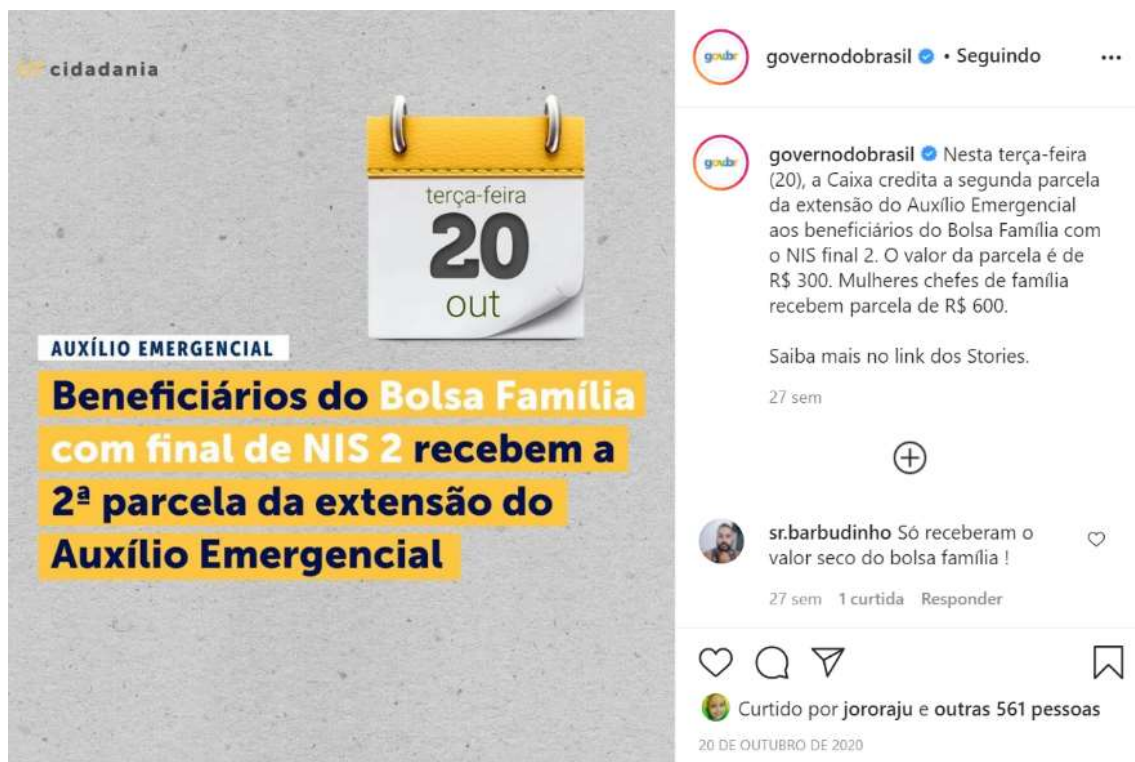 cidadania
terça-feira
20
out
AUXÍLIO EMERGENCIAL
Beneficiários do Bolsa Família
com final de NIS 2 recebem a
2ª parcela da extensão do
Auxílio Emergencial
gov.br
governodobrasil • Seguindo
gov.br
governodobrasil Nesta terça-feira
(20), a Caixa credita a segunda parcela
da extensão do Auxílio Emergencial
aos beneficiários do Bolsa Família com
o NIS final 2. O valor da parcela é de
R$ 300. Mulheres chefes de família
recebem parcela de R$ 600.
Saiba mais no link dos Stories.
27 sem
sr.barbudinho Só receberam o
valor seco do bolsa família !
27 sem 1 curtida Responder
Curtido por jororaju e outras 561 pessoas
20 DE OUTUBRO DE 2020